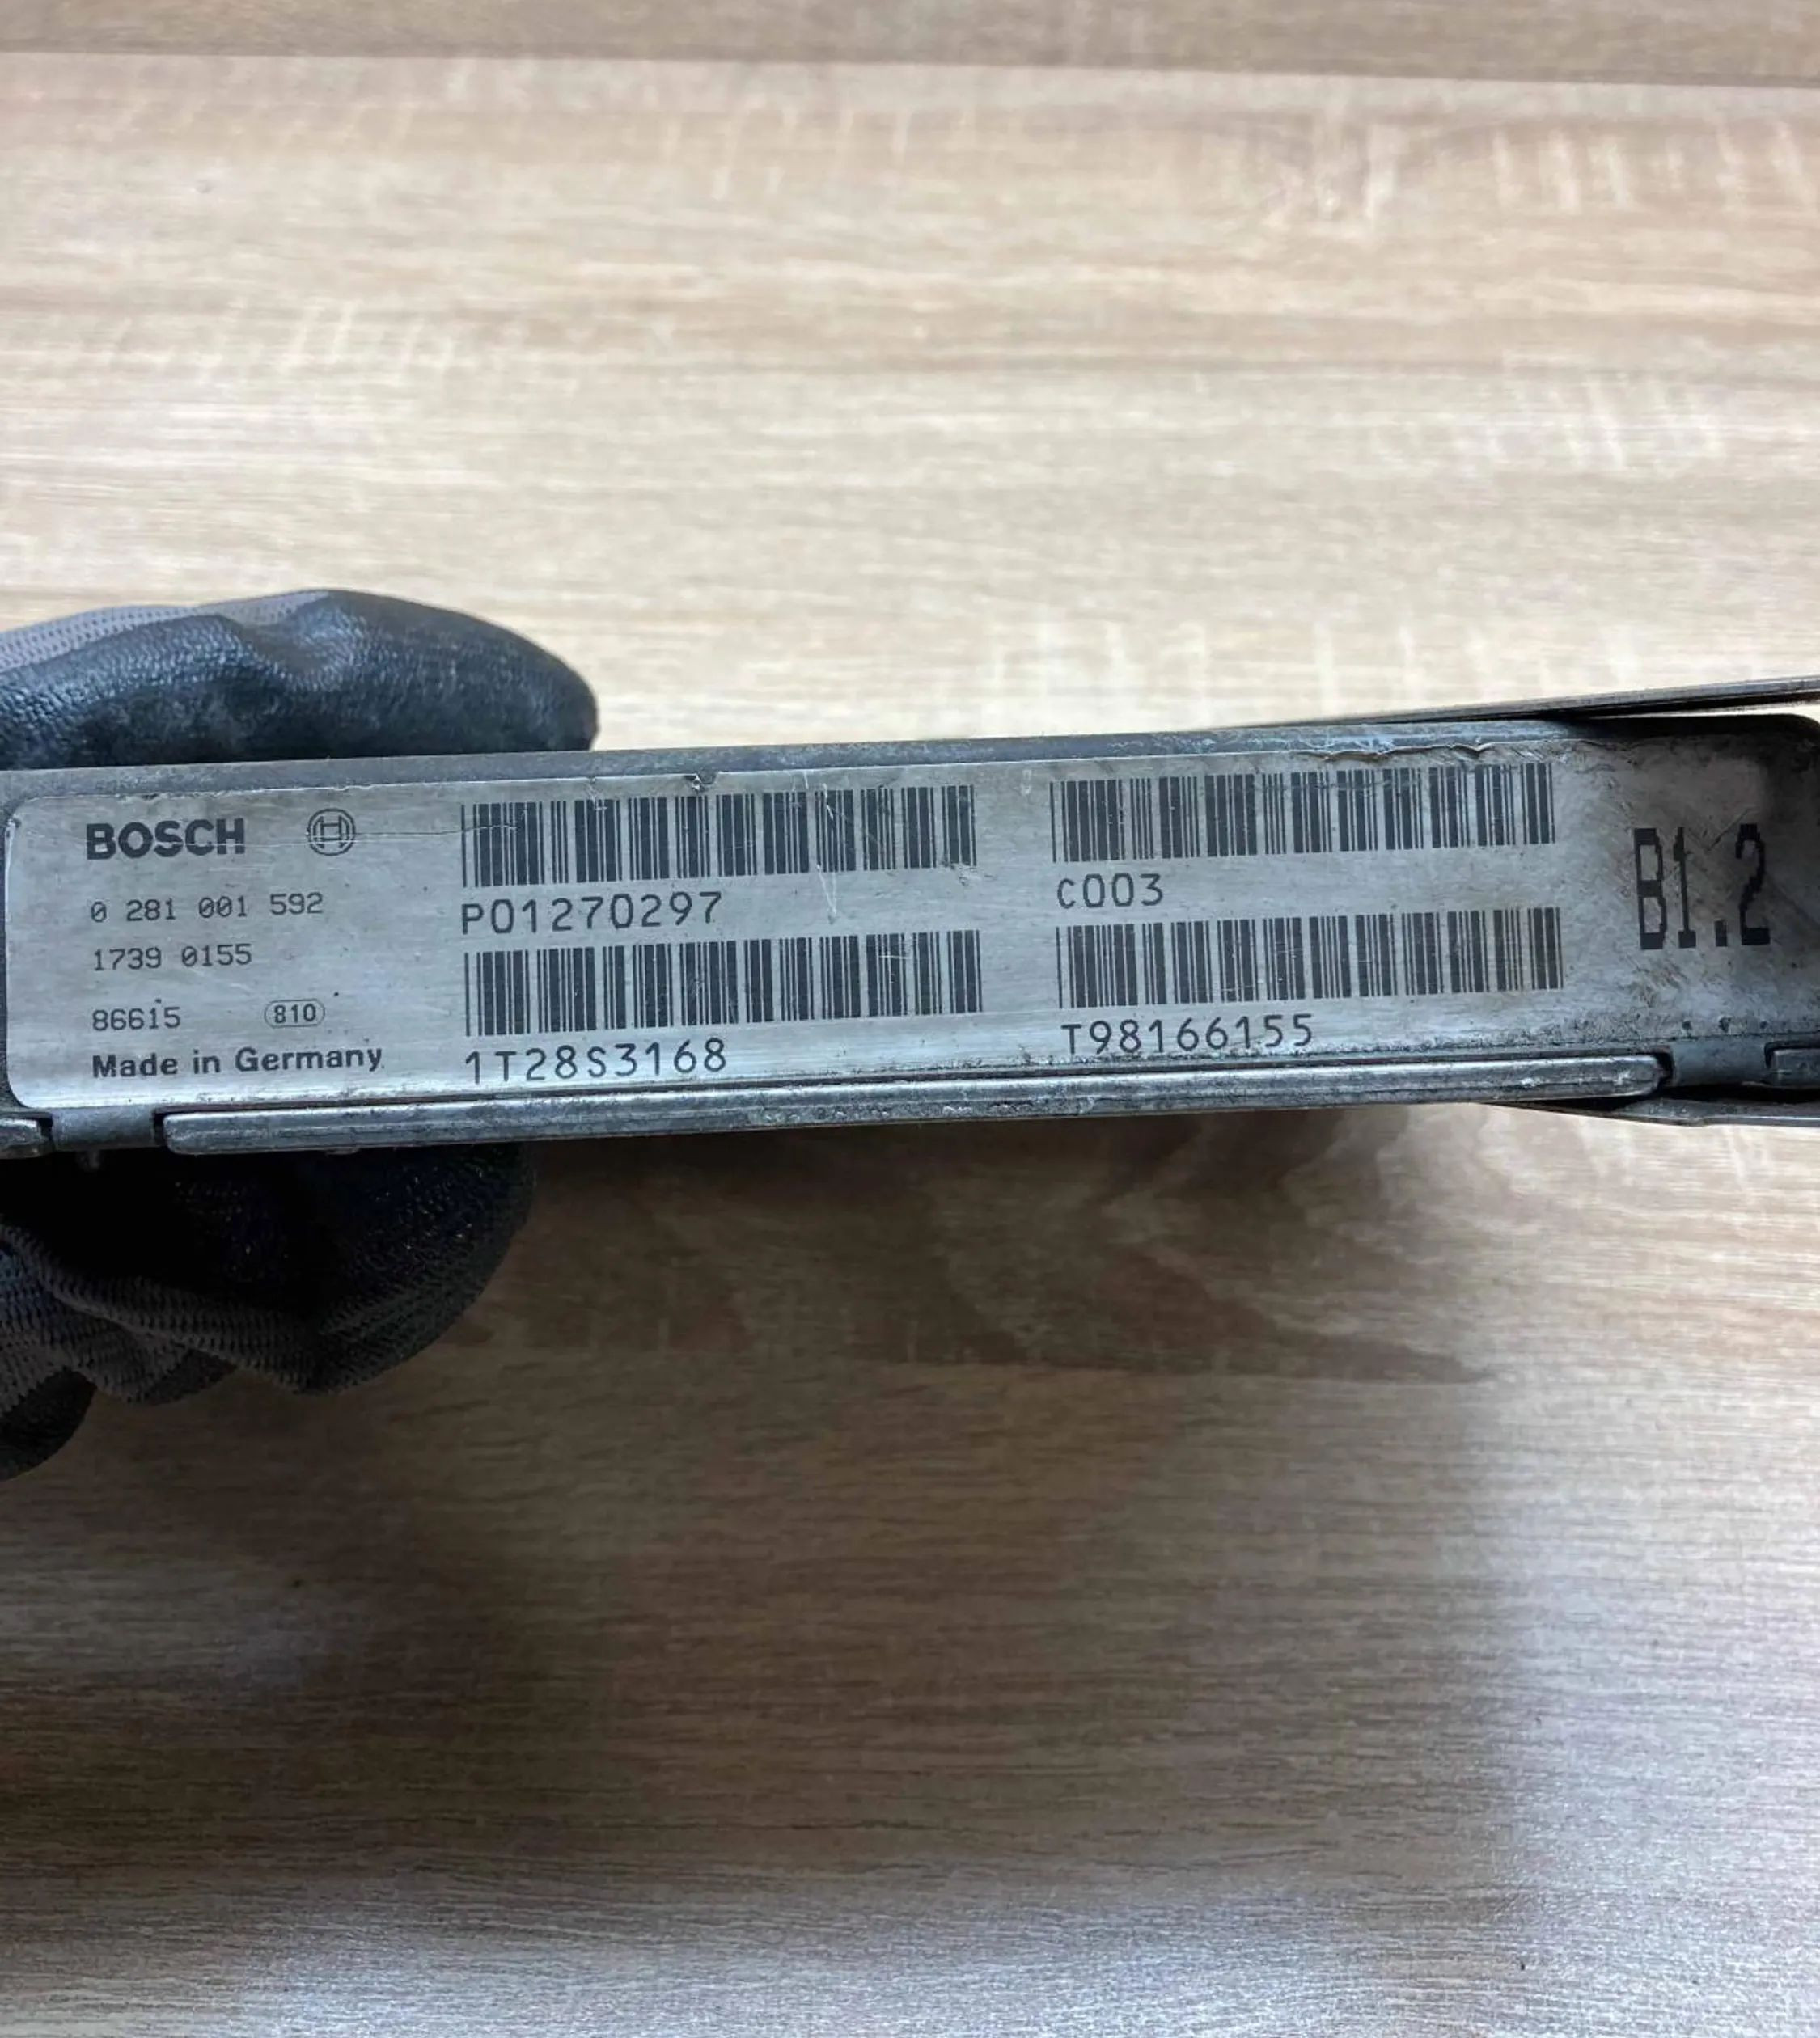 BOSCH
0 281 001 592
1739 0155
86615 810
Made in Germany
P01270297
1T28S3168
C003
T98166155
B1.2